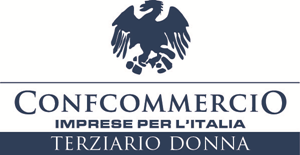 CONFCOMMERCIO
IMPRESE PER L'ITALIA
TERZIARIO DONNA